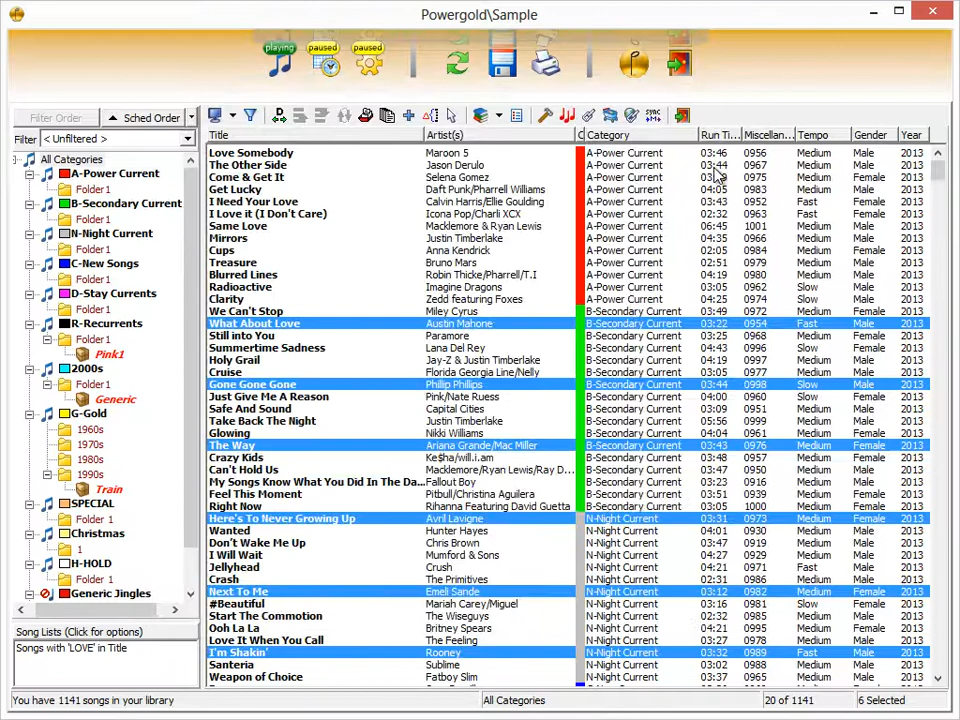 Powergold\Sample
playing paused paused
Filter Order Sched Order
Filter < Unfiltered >
All Categories
A-Power Current
Folder1
B-Secondary Current
Folder1
N-Night Current
Folder1
C-New Songs
Folder1
D-Stay Currents
Folder1
R-Recurrents
Folder1
Pink1
2000s
Folder1
Generic
G-Gold
1960s
1970s
1980s
1990s
Train
SPECIAL
Folder 1
Christmas
1
H-HOLD
Folder 1
Generic Jingles
Song Lists (Click for options)
Songs with 'LOVE' in Title
Title Artist(s) C Category Run Ti... Miscellan... Tempo Gender Year
Love Somebody Maroon 5 A-Power Current 03:46 0956 Medium Male 2013
The Other Side Jason Derulo A-Power Current 03:44 0967 Medium Male 2013
Come & Get It Selena Gomez A-Power Current 0975 Medium Female 2013
Get Lucky Daft Punk/Pharrell Williams A-Power Current 04:05 0983 Medium Male 2013
I Need Your Love Calvin Harris/Ellie Goulding A-Power Current 03:43 0952 Fast Female 2013
I Love it (I Don't Care) Icona Pop/Charli XCX A-Power Current 02:32 0963 Fast Female 2013
Same Love Macklemore & Ryan Lewis A-Power Current 06:45 1001 Medium Male 2013
Mirrors Justin Timberlake A-Power Current 04:35 0966 Medium Male 2013
Cups Anna Kendrick A-Power Current 02:05 0984 Medium Female 2013
Treasure Bruno Mars A-Power Current 02:51 0979 Medium Male 2013
Blurred Lines Robin Thicke/Pharrell/T.I A-Power Current 04:19 0980 Medium Male 2013
Radioactive Imagine Dragons A-Power Current 03:05 0962 Slow Male 2013
Clarity Zedd featuring Foxes A-Power Current 04:25 0974 Slow Female 2013
We Can't Stop Miley Cyrus B-Secondary Current 03:49 0972 Medium Female 2013
What About Love Austin Mahone B-Secondary Current 03:22 0954 Fast Male 2013
Still into You Paramore B-Secondary Current 03:25 0968 Medium Female 2013
Summertime Sadness Lana Del Rey B-Secondary Current 04:43 0996 Slow Female 2013
Holy Grail Jay-Z & Justin Timberlake B-Secondary Current 04:19 0997 Medium Male 2013
Cruise Florida Georgia Line/Nelly B-Secondary Current 03:05 0977 Medium Male 2013
Gone Gone Gone Phillip Phillips B-Secondary Current 03:44 0998 Slow Male 2013
Just Give Me A Reason Pink/Nate Ruess B-Secondary Current 04:00 0960 Slow Female 2013
Safe And Sound Capital Cities B-Secondary Current 03:09 0951 Medium Male 2013
Take Back The Night Justin Timberlake B-Secondary Current 05:56 0999 Medium Male 2013
Glowing Nikki Williams B-Secondary Current 04:04 0961 Medium Female 2013
The Way Ariana Grande/Mac Miller B-Secondary Current 03:43 0976 Medium Female 2013
Crazy Kids Ke$ha/will.i.am B-Secondary Current 03:48 0957 Medium Female 2013
Can't Hold Us Macklemore/Ryan Lewis/Ray D... B-Secondary Current 03:47 0950 Medium Male 2013
My Songs Know What You Did In The Da... Fallout Boy B-Secondary Current 03:23 0916 Medium Male 2013
Feel This Moment Pitbull/Christina Aguilera B-Secondary Current 03:51 0939 Medium Female 2013
Right Now Rihanna Featuring David Guetta B-Secondary Current 03:05 1000 Medium Female 2013
Here's To Never Growing Up Avril Lavigne N-Night Current 03:31 0973 Medium Female 2013
Wanted Hunter Hayes N-Night Current 04:01 0930 Medium Male 2013
Don't Wake Me Up Chris Brown N-Night Current 03:47 0919 Medium Male 2013
I Will Wait Mumford & Sons N-Night Current 04:27 0929 Medium Male 2013
Jellyhead Crush N-Night Current 04:21 0971 Fast Male 2013
Crash The Primitives N-Night Current 02:31 0986 Medium Male 2013
Next To Me Emeli Sande N-Night Current 03:12 0982 Medium Female 2013
#Beautiful Mariah Carey/Miguel N-Night Current 03:16 0981 Slow Female 2013
Start The Commotion The Wiseguys N-Night Current 02:32 0985 Medium Male 2013
Ooh La La Britney Spears N-Night Current 04:21 0995 Medium Female 2013
Love It When You Call The Feeling N-Night Current 03:27 0978 Medium Male 2013
I'm Shakin' Rooney N-Night Current 03:32 0989 Fast Male 2013
Santeria Sublime N-Night Current 03:02 0988 Medium Male 2013
Weapon of Choice Fatboy Slim N-Night Current 03:37 0965 Medium Male 2013
You have 1141 songs in your library All Categories 20 of 1141 6 Selected